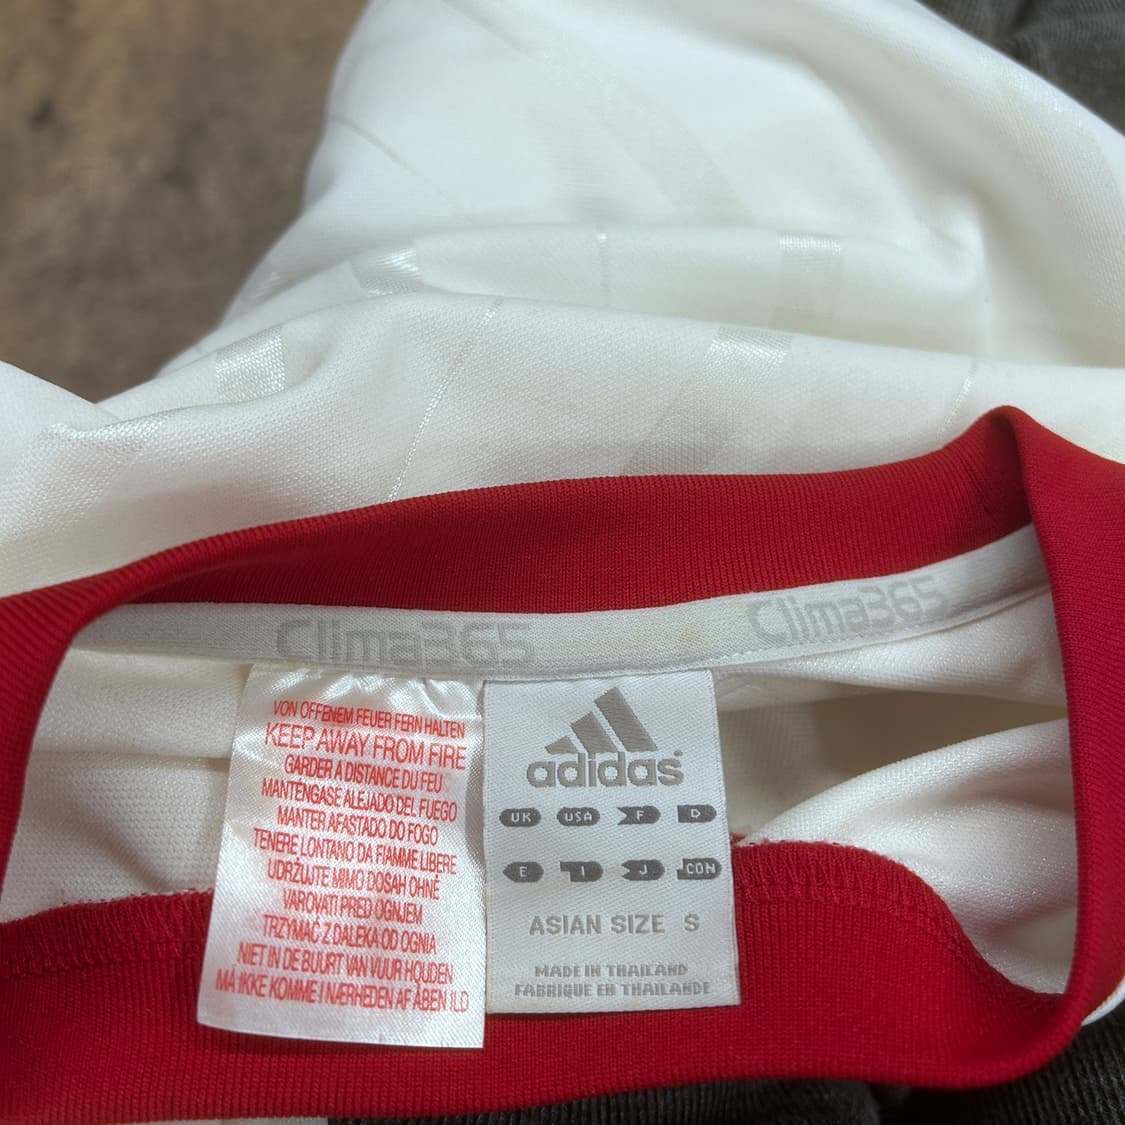 Clima365
Clima365
VON OFFENEM FEUER FERN HALTEN
KEEP AWAY FROM FIRE
GARDER A DISTANCE DU FEU
MANTÉNGASE ALEJADO DEL FUEGO
MANTER AFASTADO DO FOGO
TENERE LONTANO DA FIAMME LIBERE
UDRŽUJTE MIMO DOSAH OHNĚ
VAROVATI PRED OGNJEM
TRZYMAĆ Z DALEKA OD OGNIA
NIET IN DE BUURT VAN VUUR HOUDEN
MÅ IKKE KOMME I NÆRHEDEN AF ÅBEN ILD
adidas
UK USA F D
E I J CON
ASIAN SIZE S
MADE IN THAILAND
FABRIQUE EN THAILANDE